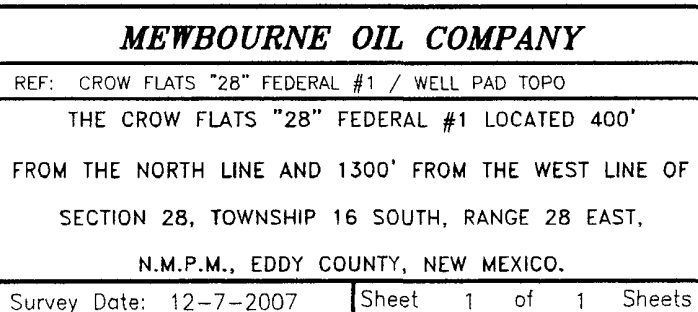 MEWBOURNE OIL COMPANY
REF: CROW FLATS "28" FEDERAL #1 / WELL PAD TOPO
THE CROW FLATS "28" FEDERAL #1 LOCATED 400'
FROM THE NORTH LINE AND 1300' FROM THE WEST LINE OF
SECTION 28, TOWNSHIP 16 SOUTH, RANGE 28 EAST,
N.M.P.M., EDDY COUNTY, NEW MEXICO.
Survey Date: 12-7-2007 Sheet 1 of 1 Sheets